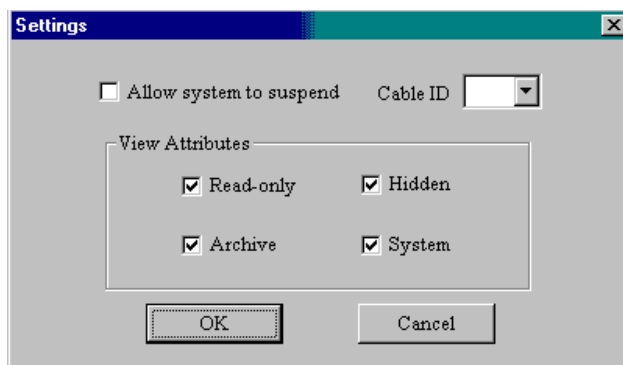 Settings
Allow system to suspend Cable ID
View Attributes
Read-only Hidden
Archive System
OK Cancel